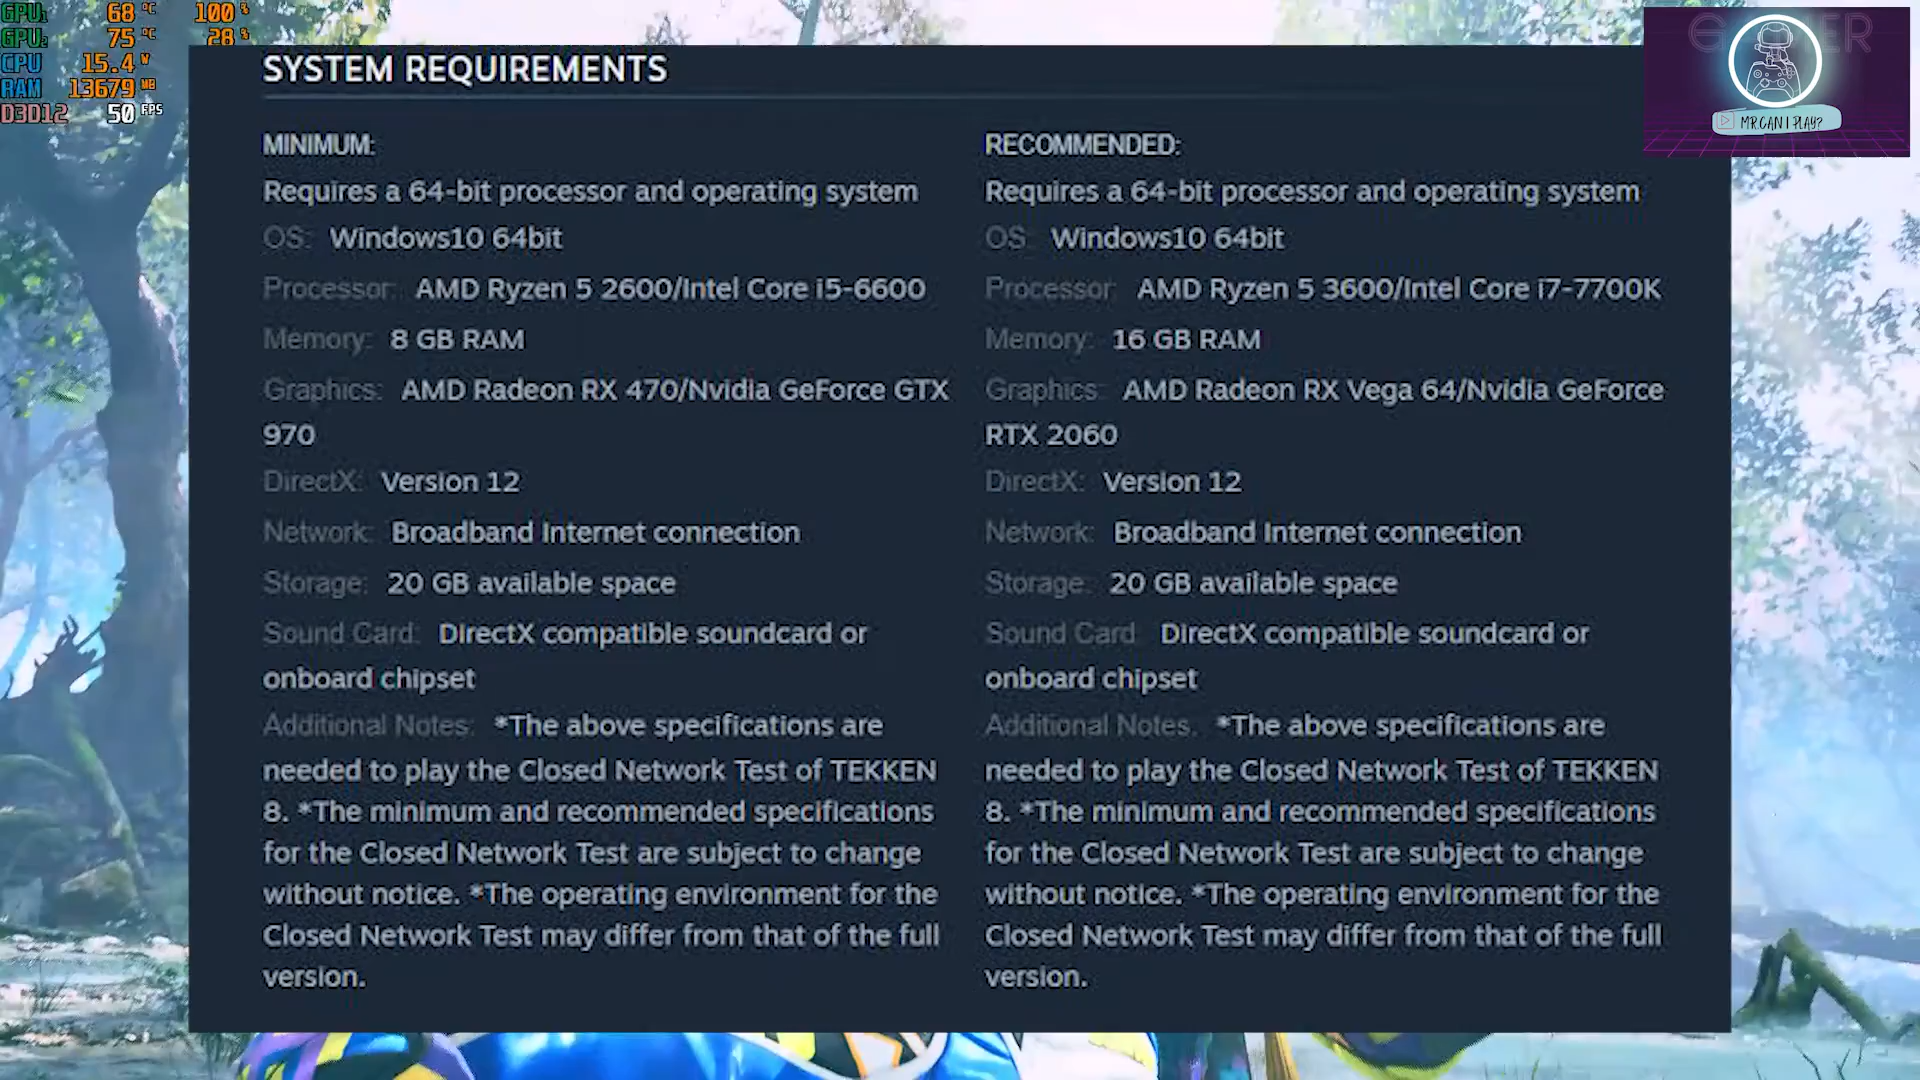 GPU1 68 °C 100 %
GPU2 75 °C 28 %
CPU 15.4 W
RAM 13679 MB
D3D12 50 FPS
MR.CAN I PLAY?
SYSTEM REQUIREMENTS
MINIMUM:
Requires a 64-bit processor and operating system
OS: Windows10 64bit
Processor: AMD Ryzen 5 2600/Intel Core i5-6600
Memory: 8 GB RAM
Graphics: AMD Radeon RX 470/Nvidia GeForce GTX
970
DirectX: Version 12
Network: Broadband Internet connection
Storage: 20 GB available space
Sound Card: DirectX compatible soundcard or
onboard chipset
Additional Notes: *The above specifications are
needed to play the Closed Network Test of TEKKEN
8. *The minimum and recommended specifications
for the Closed Network Test are subject to change
without notice. *The operating environment for the
Closed Network Test may differ from that of the full
version.
RECOMMENDED:
Requires a 64-bit processor and operating system
OS: Windows10 64bit
Processor: AMD Ryzen 5 3600/Intel Core i7-7700K
Memory: 16 GB RAM
Graphics: AMD Radeon RX Vega 64/Nvidia GeForce
RTX 2060
DirectX: Version 12
Network: Broadband Internet connection
Storage: 20 GB available space
Sound Card: DirectX compatible soundcard or
onboard chipset
Additional Notes: *The above specifications are
needed to play the Closed Network Test of TEKKEN
8. *The minimum and recommended specifications
for the Closed Network Test are subject to change
without notice. *The operating environment for the
Closed Network Test may differ from that of the full
version.